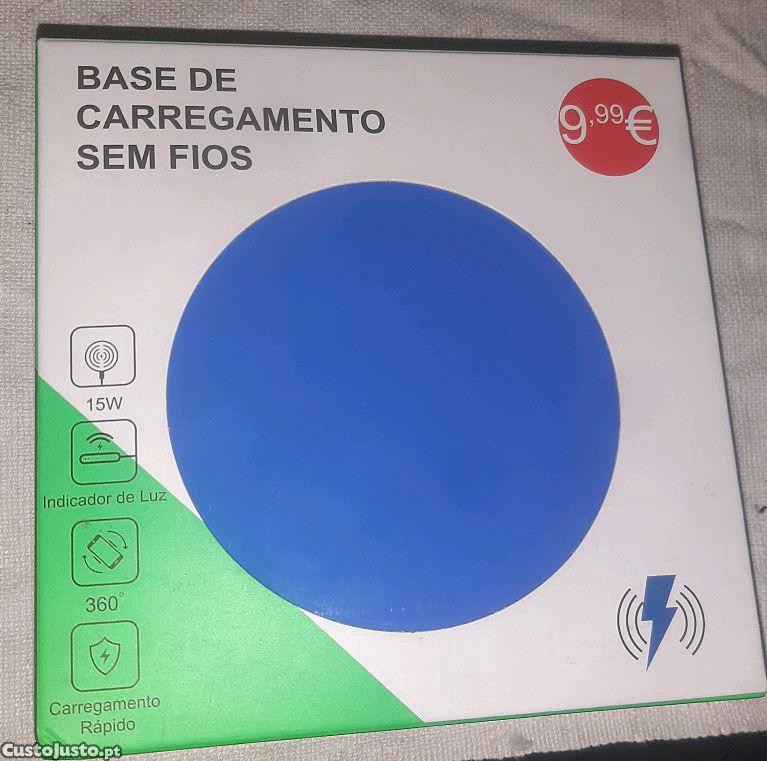 BASE DE
CARREGAMENTO
SEM FIOS
9,99€
15W
Indicador de Luz
360°
Carregamento
Rápido
CustoJusto.pt